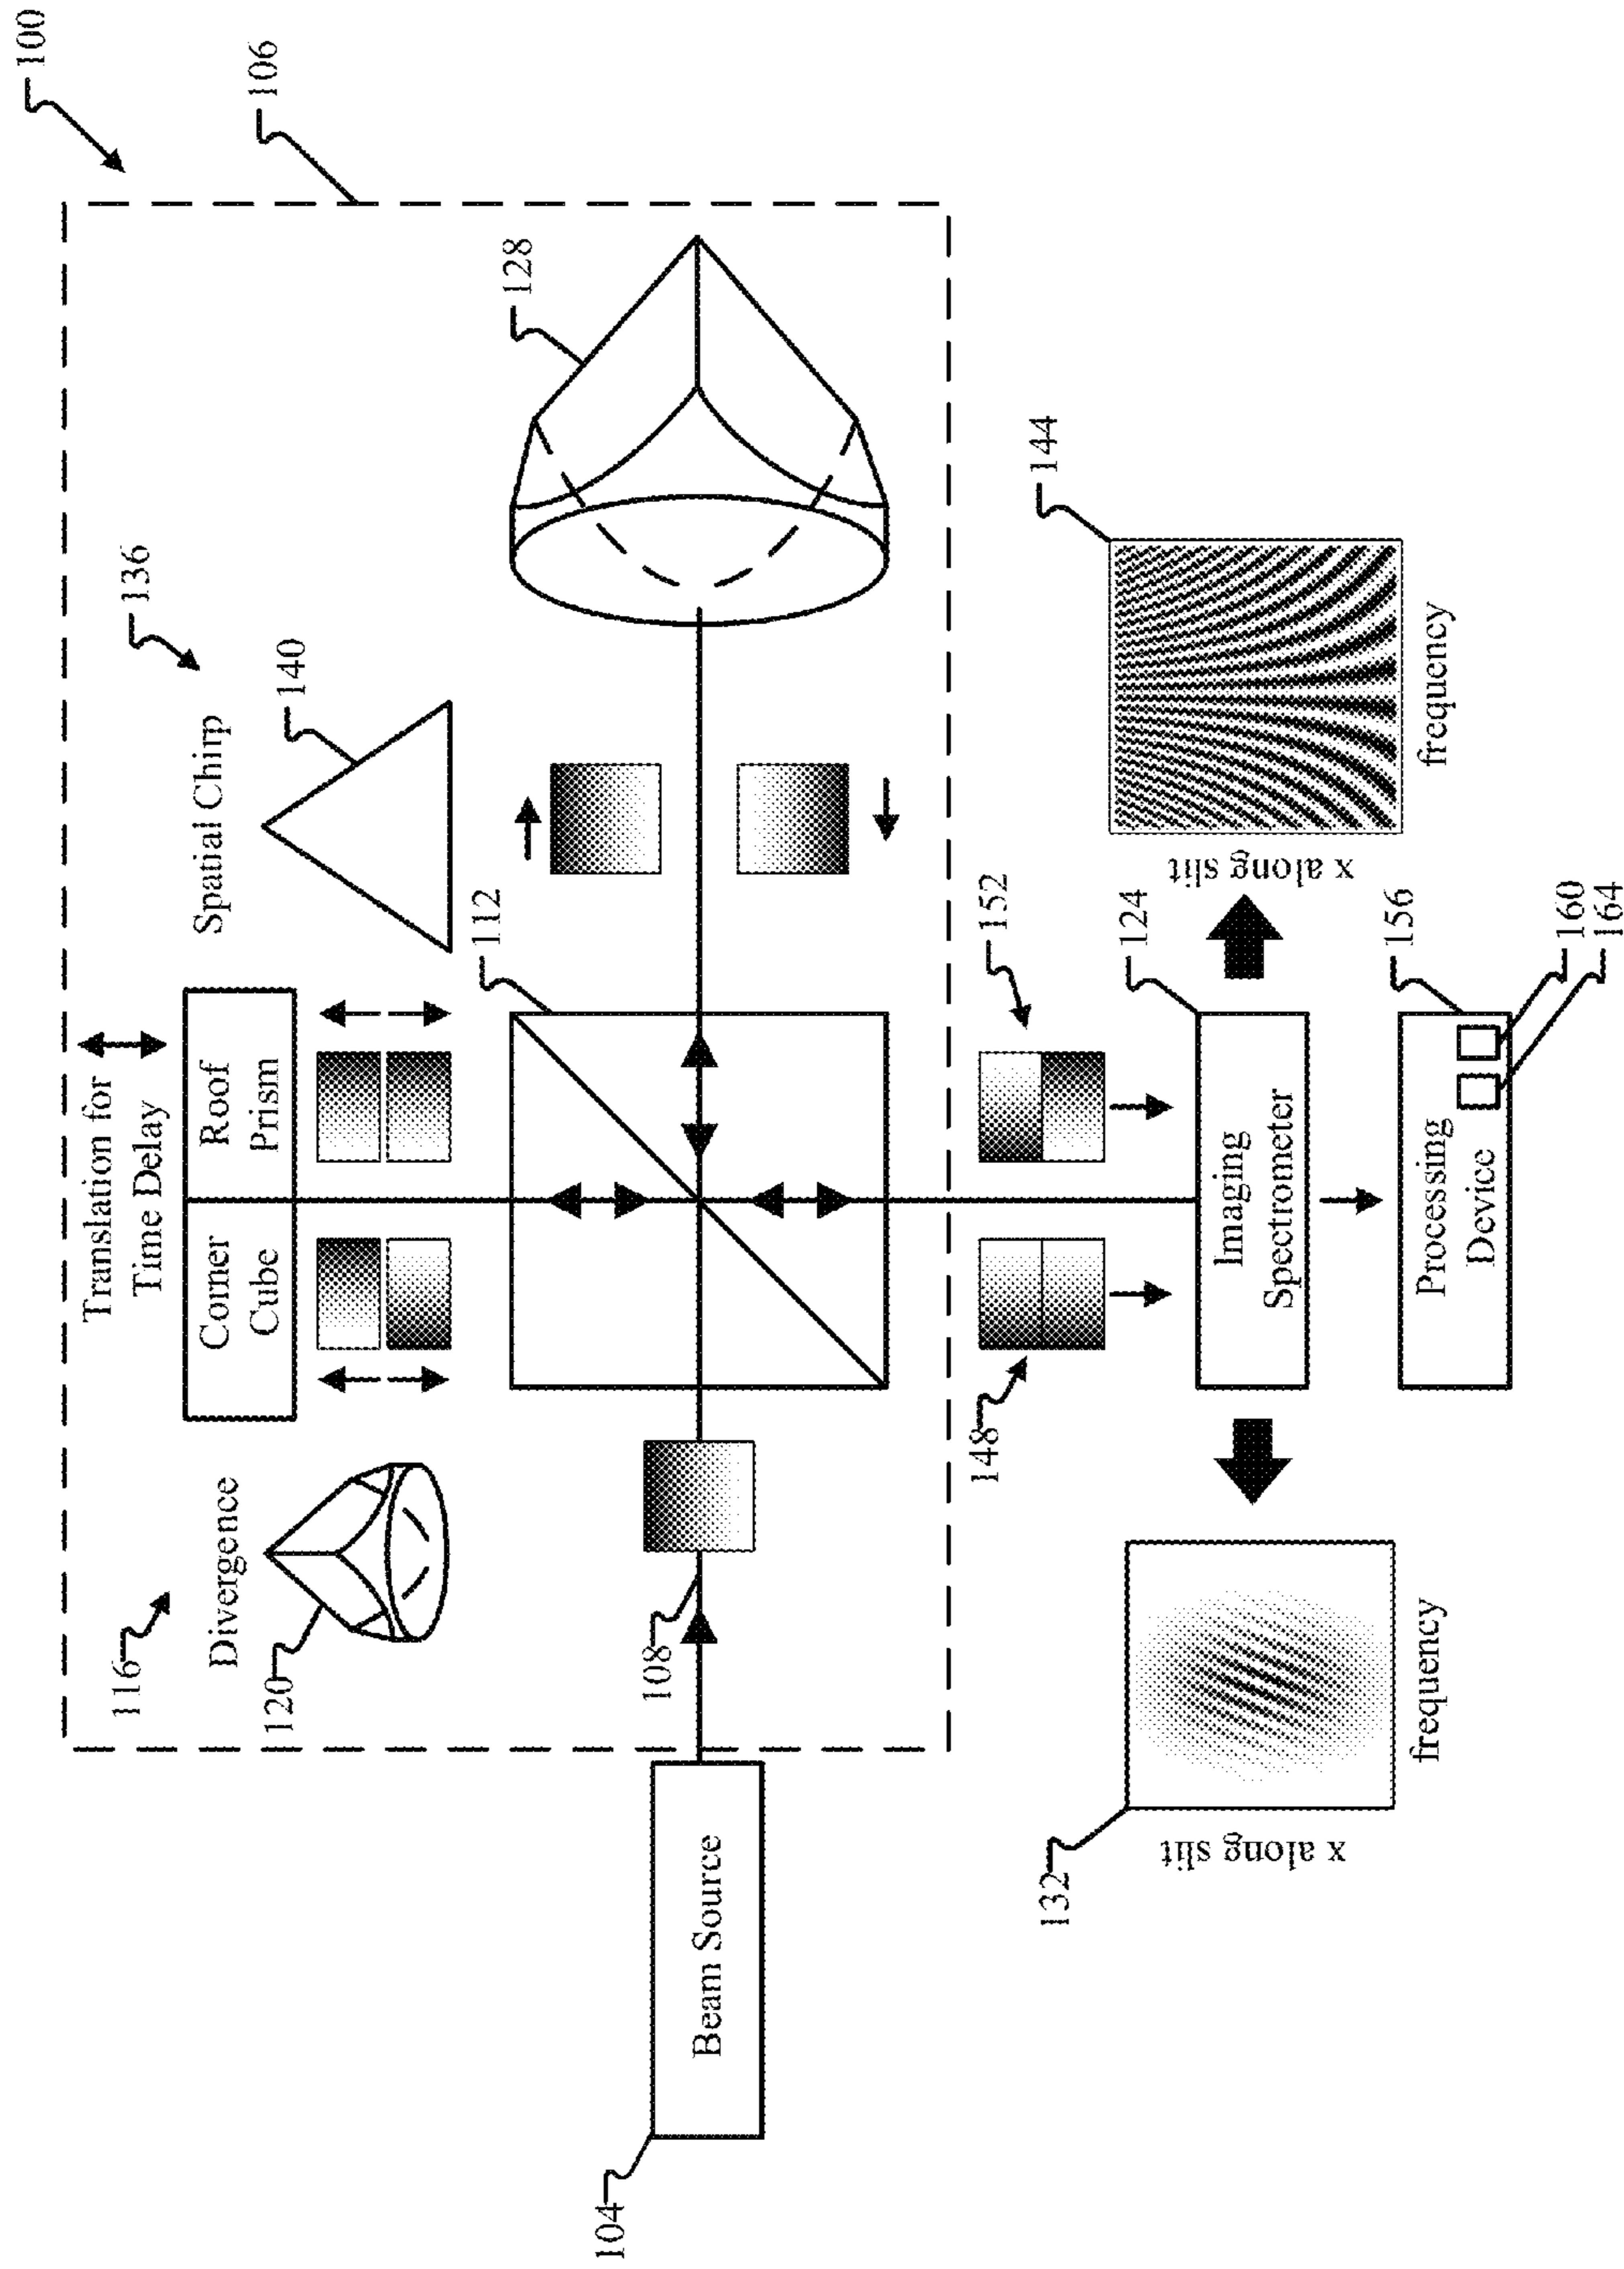 100
106
Translation for
Time Delay
Corner
Cube
Roof
Prism
116
Divergence
120
Spatial Chirp
136
140
128
112
108
Beam Source
104
148
152
Imaging
Spectrometer
124
Processing
Device
156
160
164
132
x along slit
frequency
144
x along slit
frequency